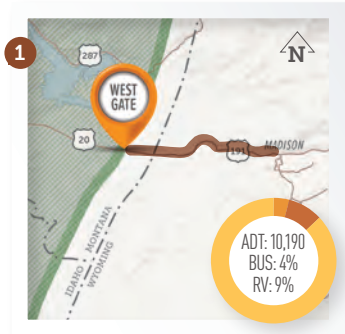 1
287
N
WEST
GATE
20
191
MADISON
IDAHO
MONTANA
WYOMING
ADT: 10,190
BUS: 4%
RV: 9%